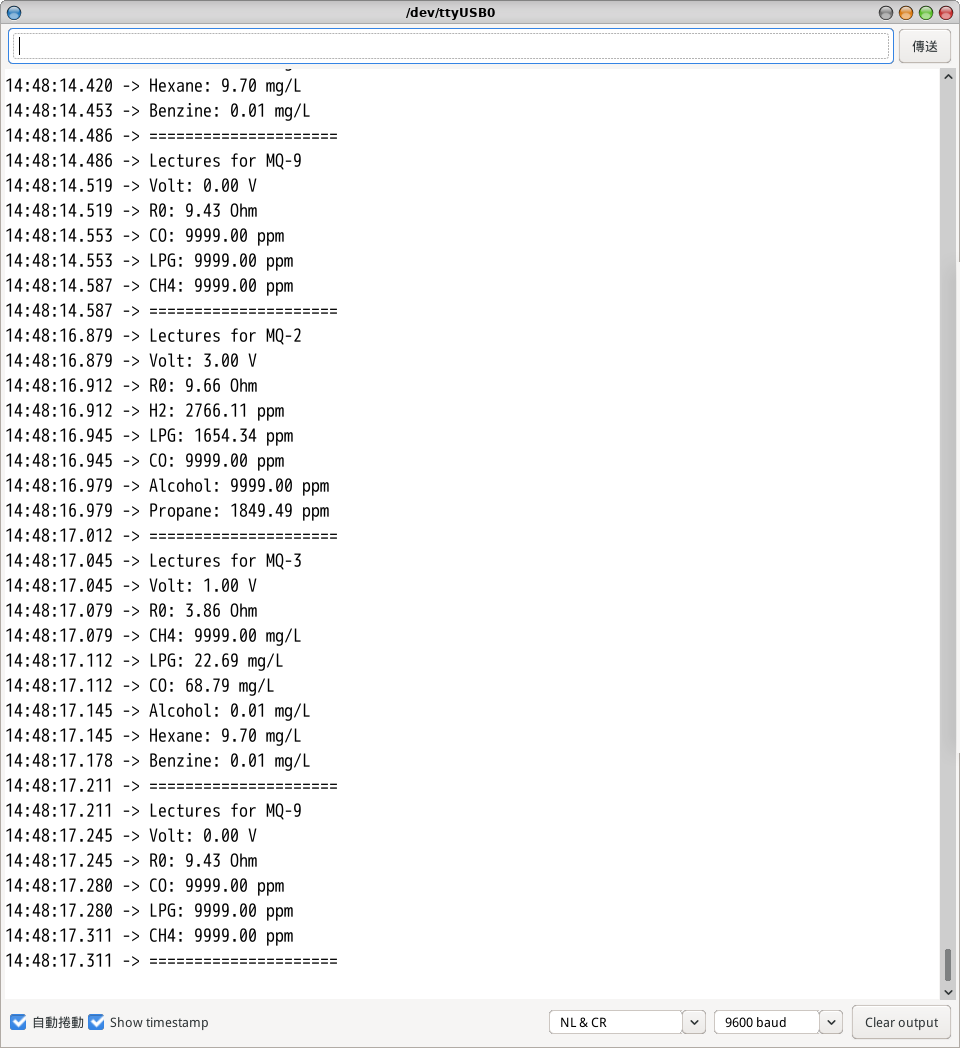 /dev/ttyUSB0
傳送
14:48:14.420 -> Hexane: 9.70 mg/L
14:48:14.453 -> Benzine: 0.01 mg/L
14:48:14.486 -> =====================
14:48:14.486 -> Lectures for MQ-9
14:48:14.519 -> Volt: 0.00 V
14:48:14.519 -> R0: 9.43 Ohm
14:48:14.553 -> CO: 9999.00 ppm
14:48:14.553 -> LPG: 9999.00 ppm
14:48:14.587 -> CH4: 9999.00 ppm
14:48:14.587 -> =====================
14:48:16.879 -> Lectures for MQ-2
14:48:16.879 -> Volt: 3.00 V
14:48:16.912 -> R0: 9.66 Ohm
14:48:16.912 -> H2: 2766.11 ppm
14:48:16.945 -> LPG: 1654.34 ppm
14:48:16.945 -> CO: 9999.00 ppm
14:48:16.979 -> Alcohol: 9999.00 ppm
14:48:16.979 -> Propane: 1849.49 ppm
14:48:17.012 -> =====================
14:48:17.045 -> Lectures for MQ-3
14:48:17.045 -> Volt: 1.00 V
14:48:17.079 -> R0: 3.86 Ohm
14:48:17.079 -> CH4: 9999.00 mg/L
14:48:17.112 -> LPG: 22.69 mg/L
14:48:17.112 -> CO: 68.79 mg/L
14:48:17.145 -> Alcohol: 0.01 mg/L
14:48:17.145 -> Hexane: 9.70 mg/L
14:48:17.178 -> Benzine: 0.01 mg/L
14:48:17.211 -> =====================
14:48:17.211 -> Lectures for MQ-9
14:48:17.245 -> Volt: 0.00 V
14:48:17.245 -> R0: 9.43 Ohm
14:48:17.280 -> CO: 9999.00 ppm
14:48:17.280 -> LPG: 9999.00 ppm
14:48:17.311 -> CH4: 9999.00 ppm
14:48:17.311 -> =====================
自動捲動 Show timestamp NL & CR 9600 baud Clear output